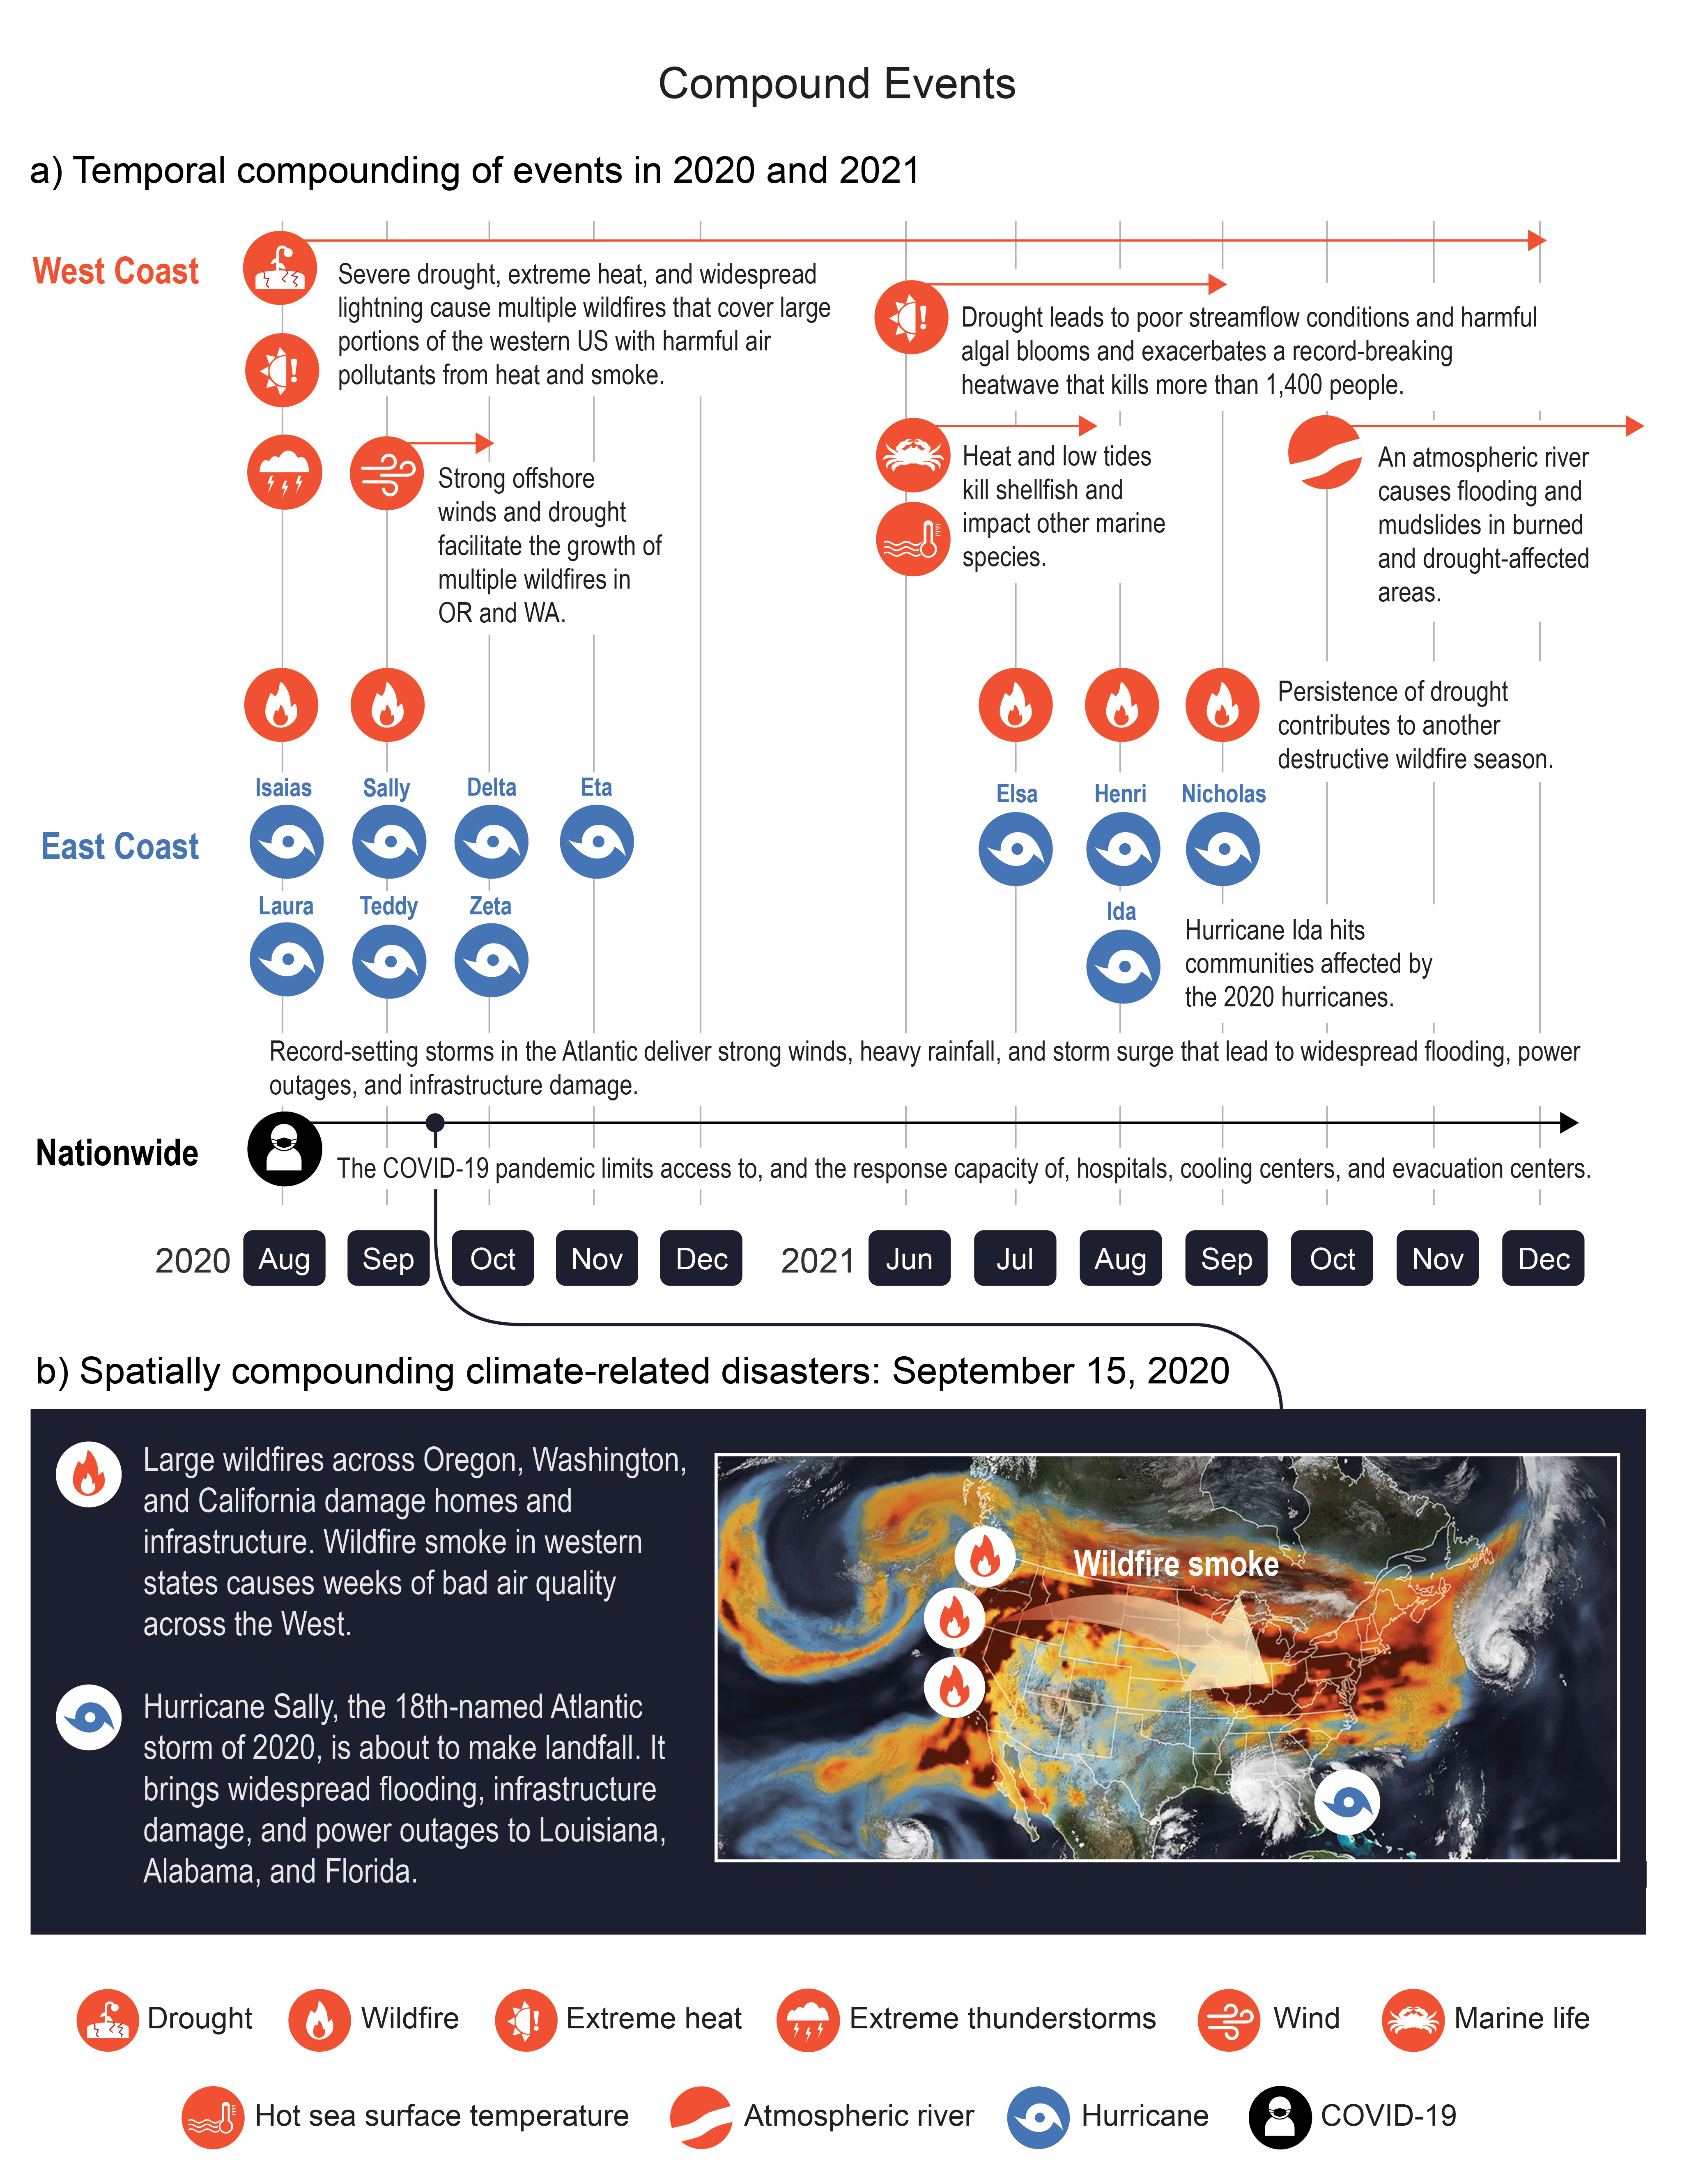 Compound Events
a) Temporal compounding of events in 2020 and 2021
West Coast
Severe drought, extreme heat, and widespread
lightning cause multiple wildfires that cover large
portions of the western US with harmful air
pollutants from heat and smoke.
Drought leads to poor streamflow conditions and harmful
algal blooms and exacerbates a record-breaking
heatwave that kills more than 1,400 people.
Strong offshore
winds and drought
facilitate the growth of
multiple wildfires in
OR and WA.
Heat and low tides
kill shellfish and
impact other marine
species.
An atmospheric river
causes flooding and
mudslides in burned
and drought-affected
areas.
Persistence of drought
contributes to another
destructive wildfire season.
East Coast
Isaias Sally Delta Eta Elsa Henri Nicholas
Laura Teddy Zeta Ida
Hurricane Ida hits
communities affected by
the 2020 hurricanes.
Record-setting storms in the Atlantic deliver strong winds, heavy rainfall, and storm surge that lead to widespread flooding, power
outages, and infrastructure damage.
Nationwide
The COVID-19 pandemic limits access to, and the response capacity of, hospitals, cooling centers, and evacuation centers.
2020 Aug Sep Oct Nov Dec 2021 Jun Jul Aug Sep Oct Nov Dec
b) Spatially compounding climate-related disasters: September 15, 2020
Large wildfires across Oregon, Washington,
and California damage homes and
infrastructure. Wildfire smoke in western
states causes weeks of bad air quality
across the West.
Hurricane Sally, the 18th-named Atlantic
storm of 2020, is about to make landfall. It
brings widespread flooding, infrastructure
damage, and power outages to Louisiana,
Alabama, and Florida.
Wildfire smoke
Drought Wildfire Extreme heat Extreme thunderstorms Wind Marine life
Hot sea surface temperature Atmospheric river Hurricane COVID-19